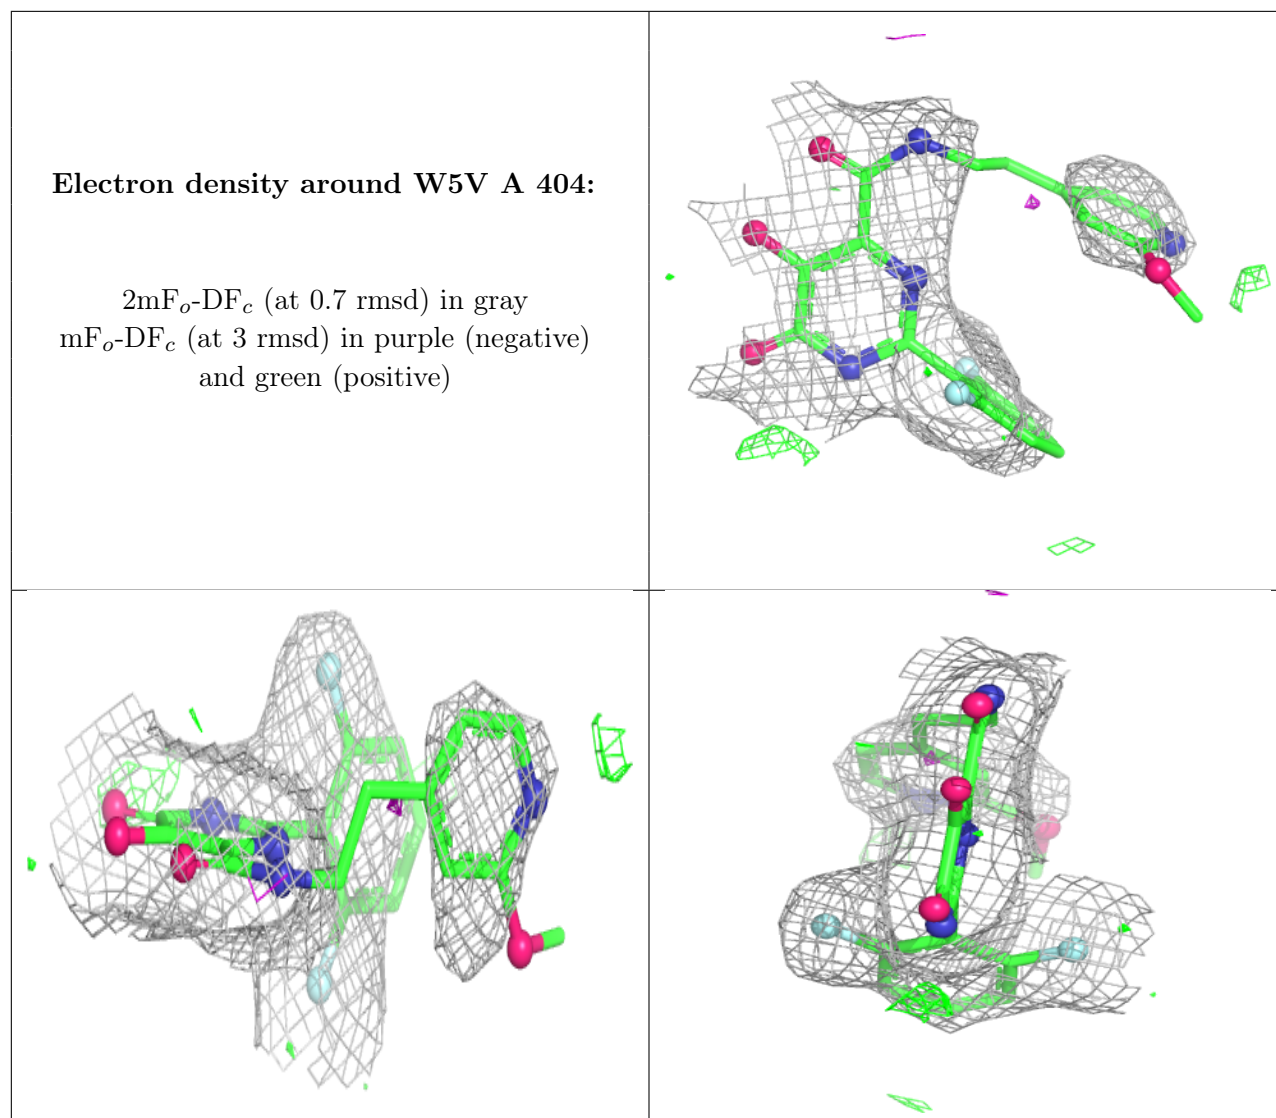 Electron density around W5V A 404:
2mFo-DFc (at 0.7 rmsd) in gray
mFo-DFc (at 3 rmsd) in purple (negative)
and green (positive)